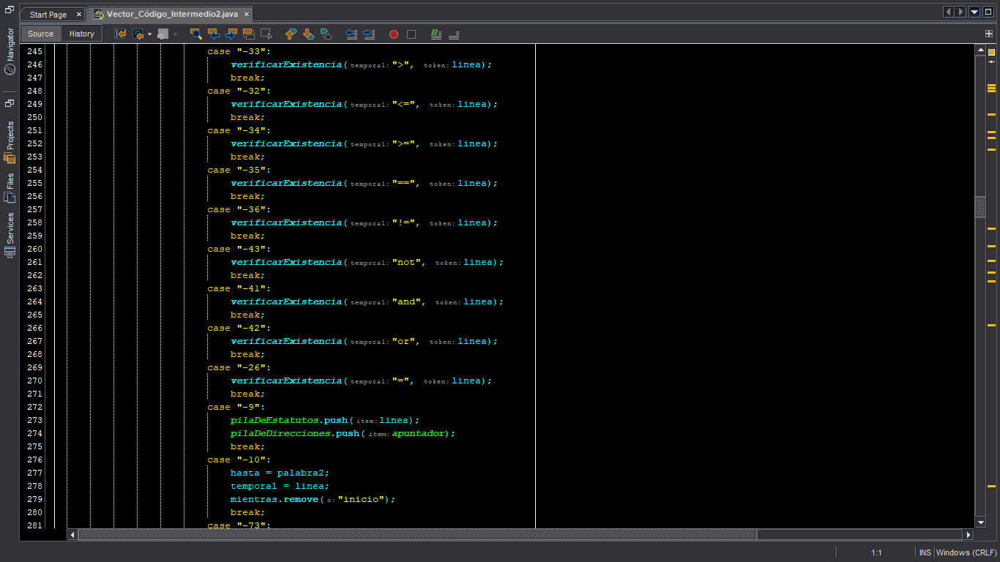 Start Page
Vector_Código_Intermedio2.java
Source
History
Navigator
Projects
Files
Services
245 case "-33":
246 verificarExistencia(temporal:">", token:linea);
247 break;
248 case "-32":
249 verificarExistencia(temporal:"<=", token:linea);
250 break;
251 case "-34":
252 verificarExistencia(temporal:">=", token:linea);
253 break;
254 case "-35":
255 verificarExistencia(temporal:"==", token:linea);
256 break;
257 case "-36":
258 verificarExistencia(temporal:"!=", token:linea);
259 break;
260 case "-43":
261 verificarExistencia(temporal:"not", token:linea);
262 break;
263 case "-41":
264 verificarExistencia(temporal:"and", token:linea);
265 break;
266 case "-42":
267 verificarExistencia(temporal:"or", token:linea);
268 break;
269 case "-26":
270 verificarExistencia(temporal:"=", token:linea);
271 break;
272 case "-9":
273 pilaDeEstatutos.push(item:linea);
274 pilaDeDirecciones.push(item:apuntador);
275 break;
276 case "-10":
277 hasta = palabra2;
278 temporal = linea;
279 mientras.remove(o:"inicio");
280 break;
281 case "-73":
1:1
INS
Windows (CRLF)